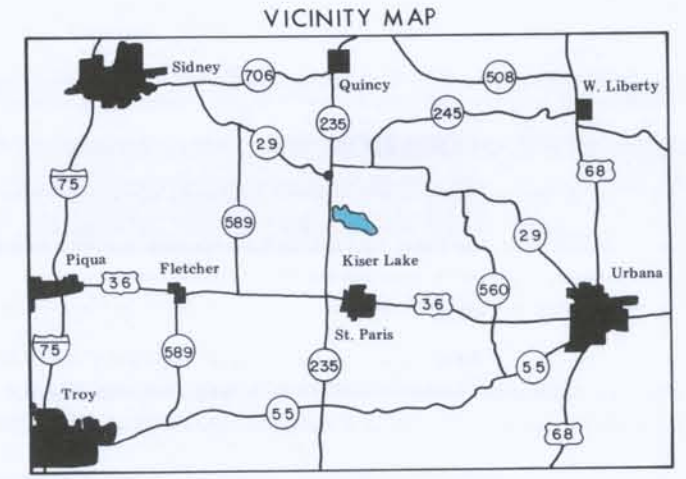 VICINITY MAP
Sidney
706
Quincy
508
W. Liberty
235
245
29
68
75
589
29
Piqua
36
Fletcher
Kiser Lake
560
Urbana
36
St. Paris
75
589
235
55
Troy
55
68